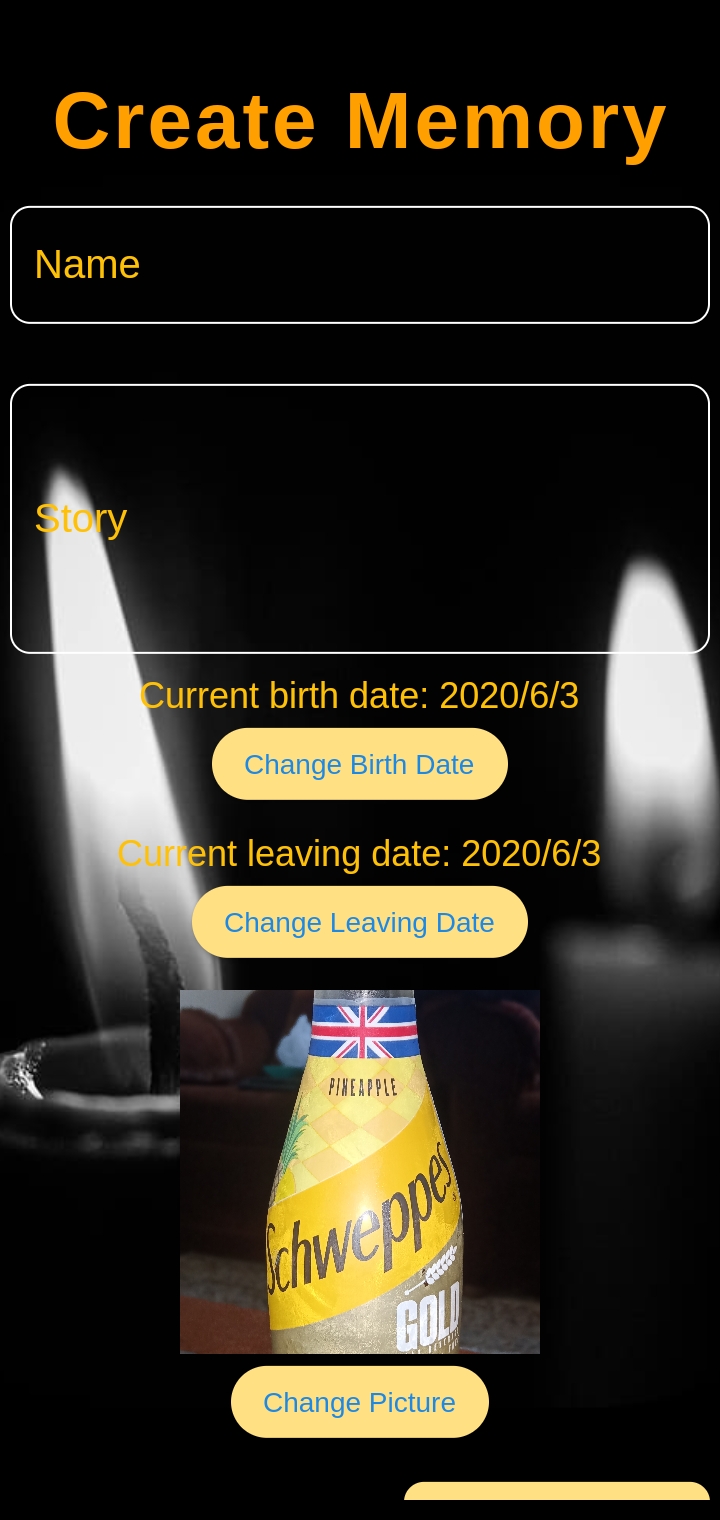 Create Memory
Name
Story
Current birth date: 2020/6/3
Change Birth Date
Current leaving date: 2020/6/3
Change Leaving Date
PINEAPPLE
Schweppes
GOLD
Change Picture